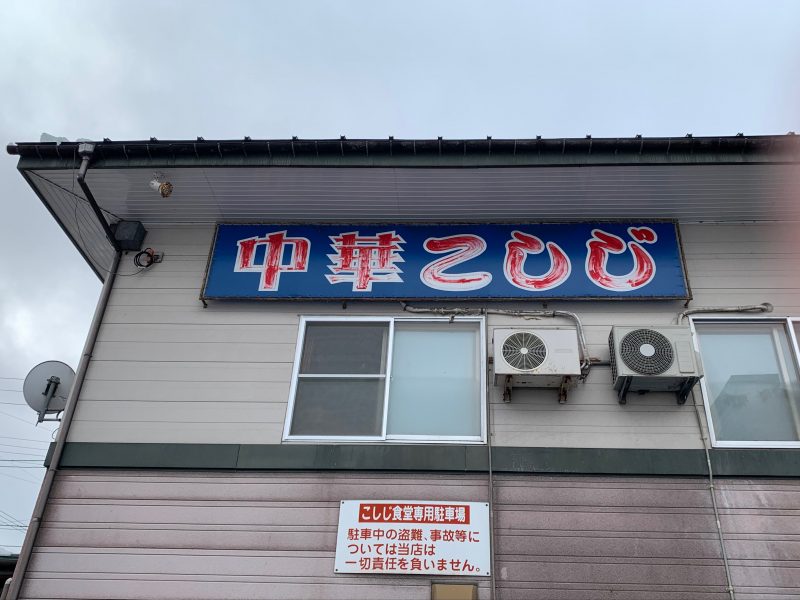 中華こしじ
こしじ食堂専用駐車場
駐車中の盗難、事故等に
ついては当店は
一切責任を負いません。